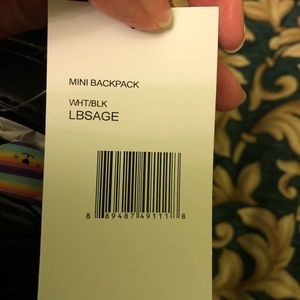 MINI BACKPACK
WHT/BLK
LBSAGE
8 89487 49111 8